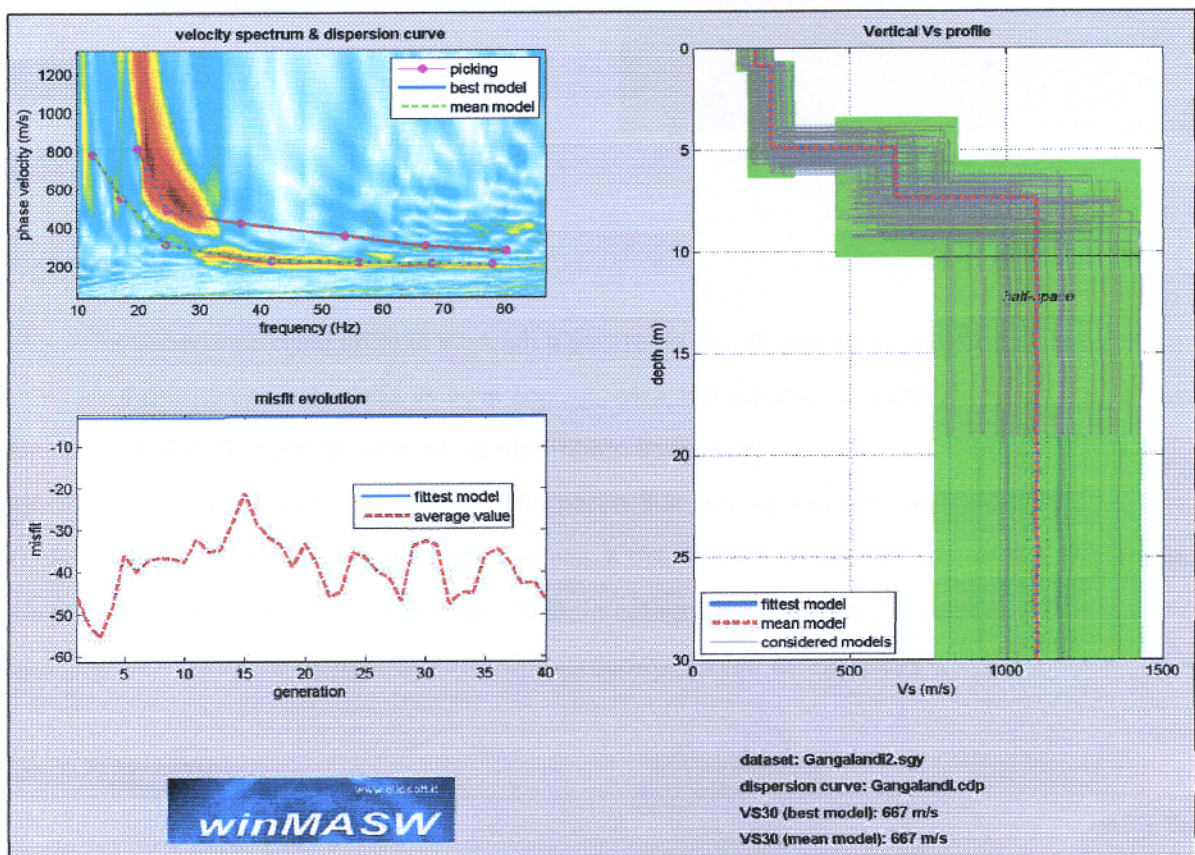 velocity spectrum & dispersion curve
1200
1000
800
600
400
200
phase velocity (m/s)
picking
best model
mean model
10 20 30 40 50 60 70 80
frequency (Hz)
misfit evolution
-10
-20
-30
-40
-50
-60
misfit
fittest model
average value
5 10 15 20 25 30 35 40
generation
Vertical Vs profile
0
5
10
15
20
25
30
depth (m)
half-space
fittest model
mean model
considered models
0 500 1000 1500
Vs (m/s)
winMASW
dataset: Gangalandi2.sgy
dispersion curve: Gangalandi.cdp
VS30 (best model): 667 m/s
VS30 (mean model): 667 m/s